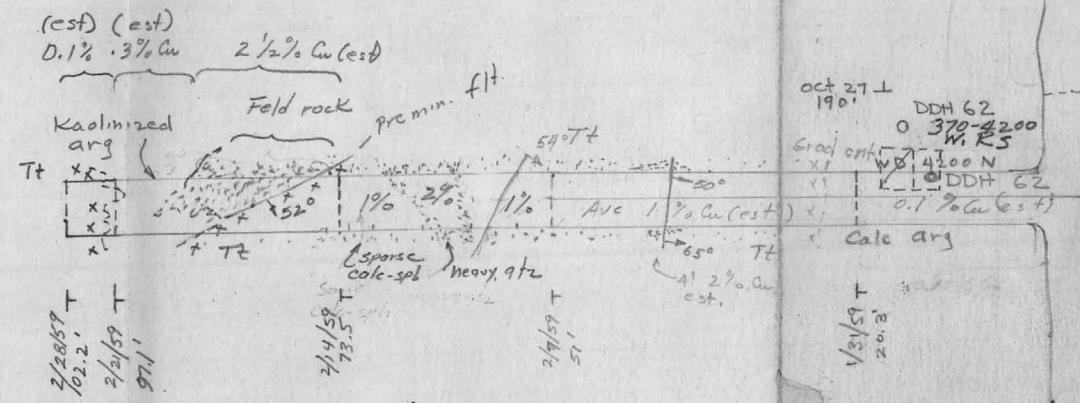 (est) (est)
0.1% .3% Cu 2 1/2% Cu (est)
Feld rock
pre min. flt
Kaolinized
arg
Tt
52°
Tt
1%
2%
1%
54° Tt
sparse
calc-spl
heavy qtz
Ave 1 % Cu (est)
50°
65°
Tt
4' 2% Cu
est.
Oct 27
190'
DDH 62
370-4200
W. RS
Grad cnt
4200 N
DDH 62
0.1 % Cu (est)
Calc arg
2/28/59
102.2'
2/21/59
97.1'
2/14/59
73.5'
2/9/59
51'
1/31/59
20.3'